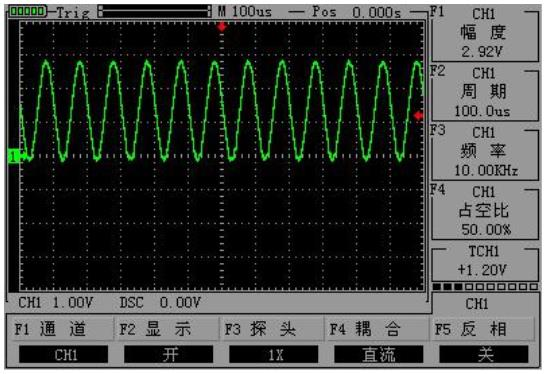 Trig M 100us Pos 0.000s
F1 CH1
幅 度
2.92V
F2 CH1
周 期
100.0us
F3 CH1
频 率
10.00KHz
F4 CH1
占空比
50.00%
TCH1
+1.20V
1
CH1 1.00V DSC 0.00V
CH1
F1 通 道 F2 显 示 F3 探 头 F4 耦 合 F5 反 相
CH1 开 1X 直流 关